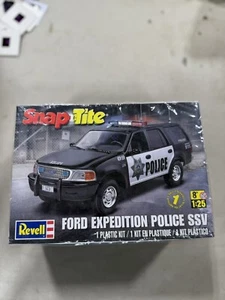 Snap Tite
POLICE
Revell
FORD EXPEDITION POLICE SSV
1 PLASTIC KIT / 1 KIT EN PLASTIQUE / 1 KIT PLÁSTICO
8+
1:25
1